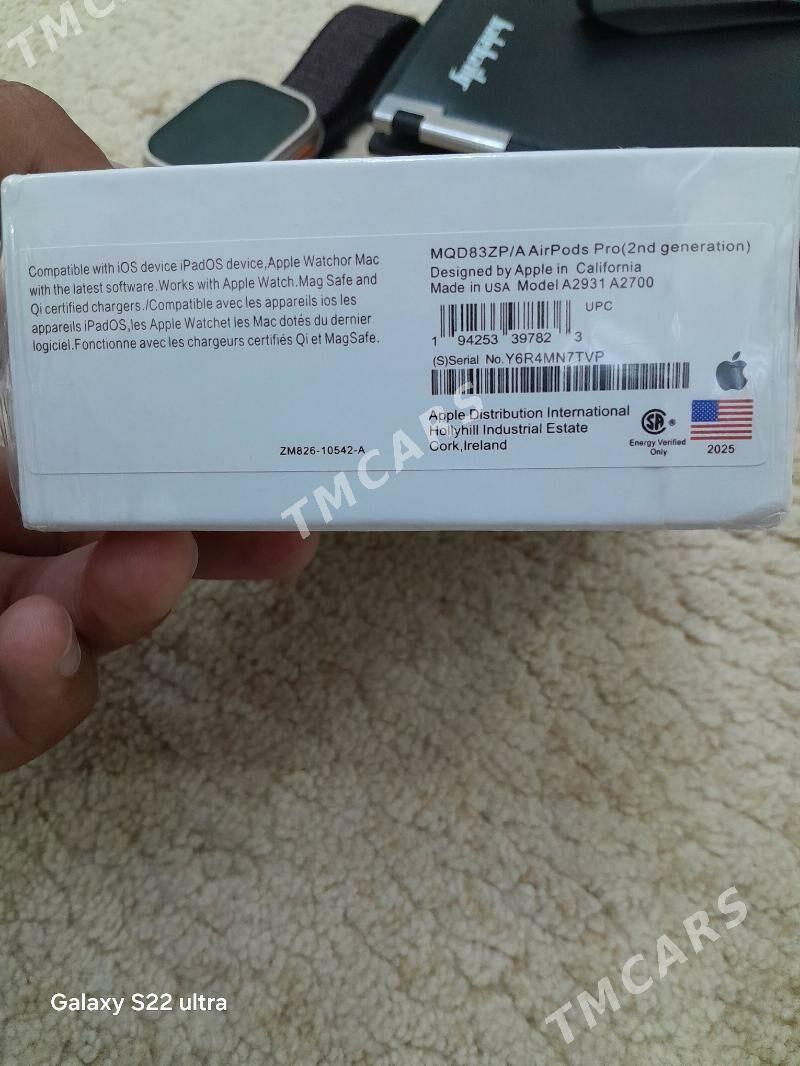 TMCARS
Compatible with iOS device iPadOS device,Apple Watchor Mac
with the latest software.Works with Apple Watch.Mag Safe and
Qi certified chargers./Compatible avec les appareils ios les
appareils iPadOS,les Apple Watchet les Mac dotés du dernier
logiciel.Fonctionne avec les chargeurs certifiés Qi et MagSafe.
ZM826-10542-A
MQD83ZP/A AirPods Pro(2nd generation)
Designed by Apple in California
Made in USA Model A2931 A2700
UPC
1 94253 39782 3
(S)Serial No.Y6R4MN7TVP
Apple Distribution International
Hollyhill Industrial Estate
Cork,Ireland
SA
®
Energy Verified
Only
2025
TMCARS
TMCARS
Galaxy S22 ultra